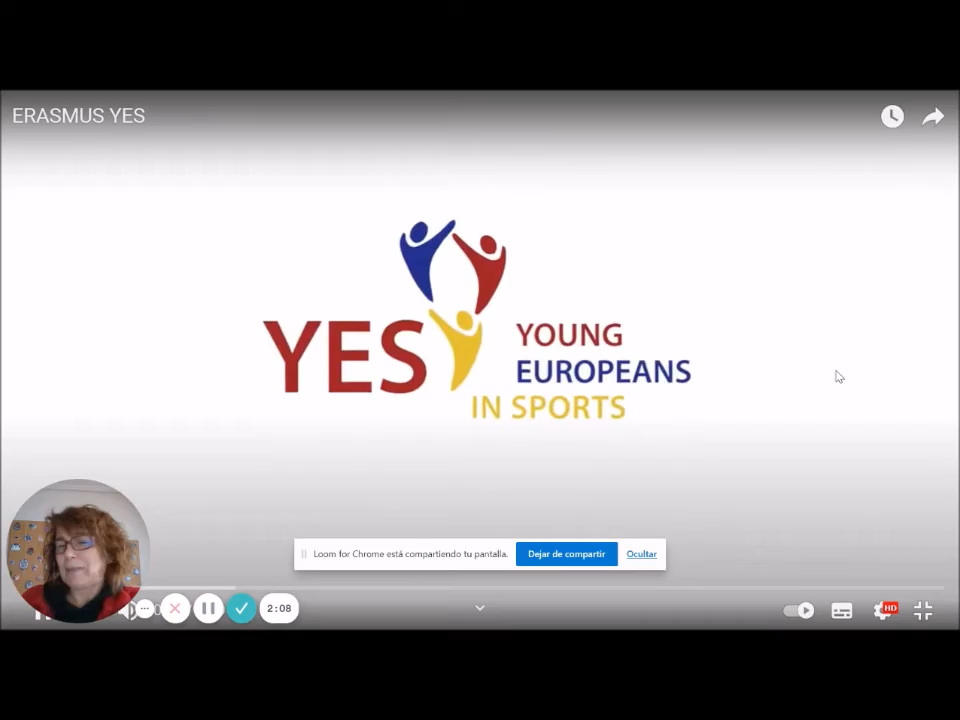 ERASMUS YES
YES
YOUNG
EUROPEANS
IN SPORTS
Loom for Chrome está compartiendo tu pantalla.
Dejar de compartir
Ocultar
2:08
HD